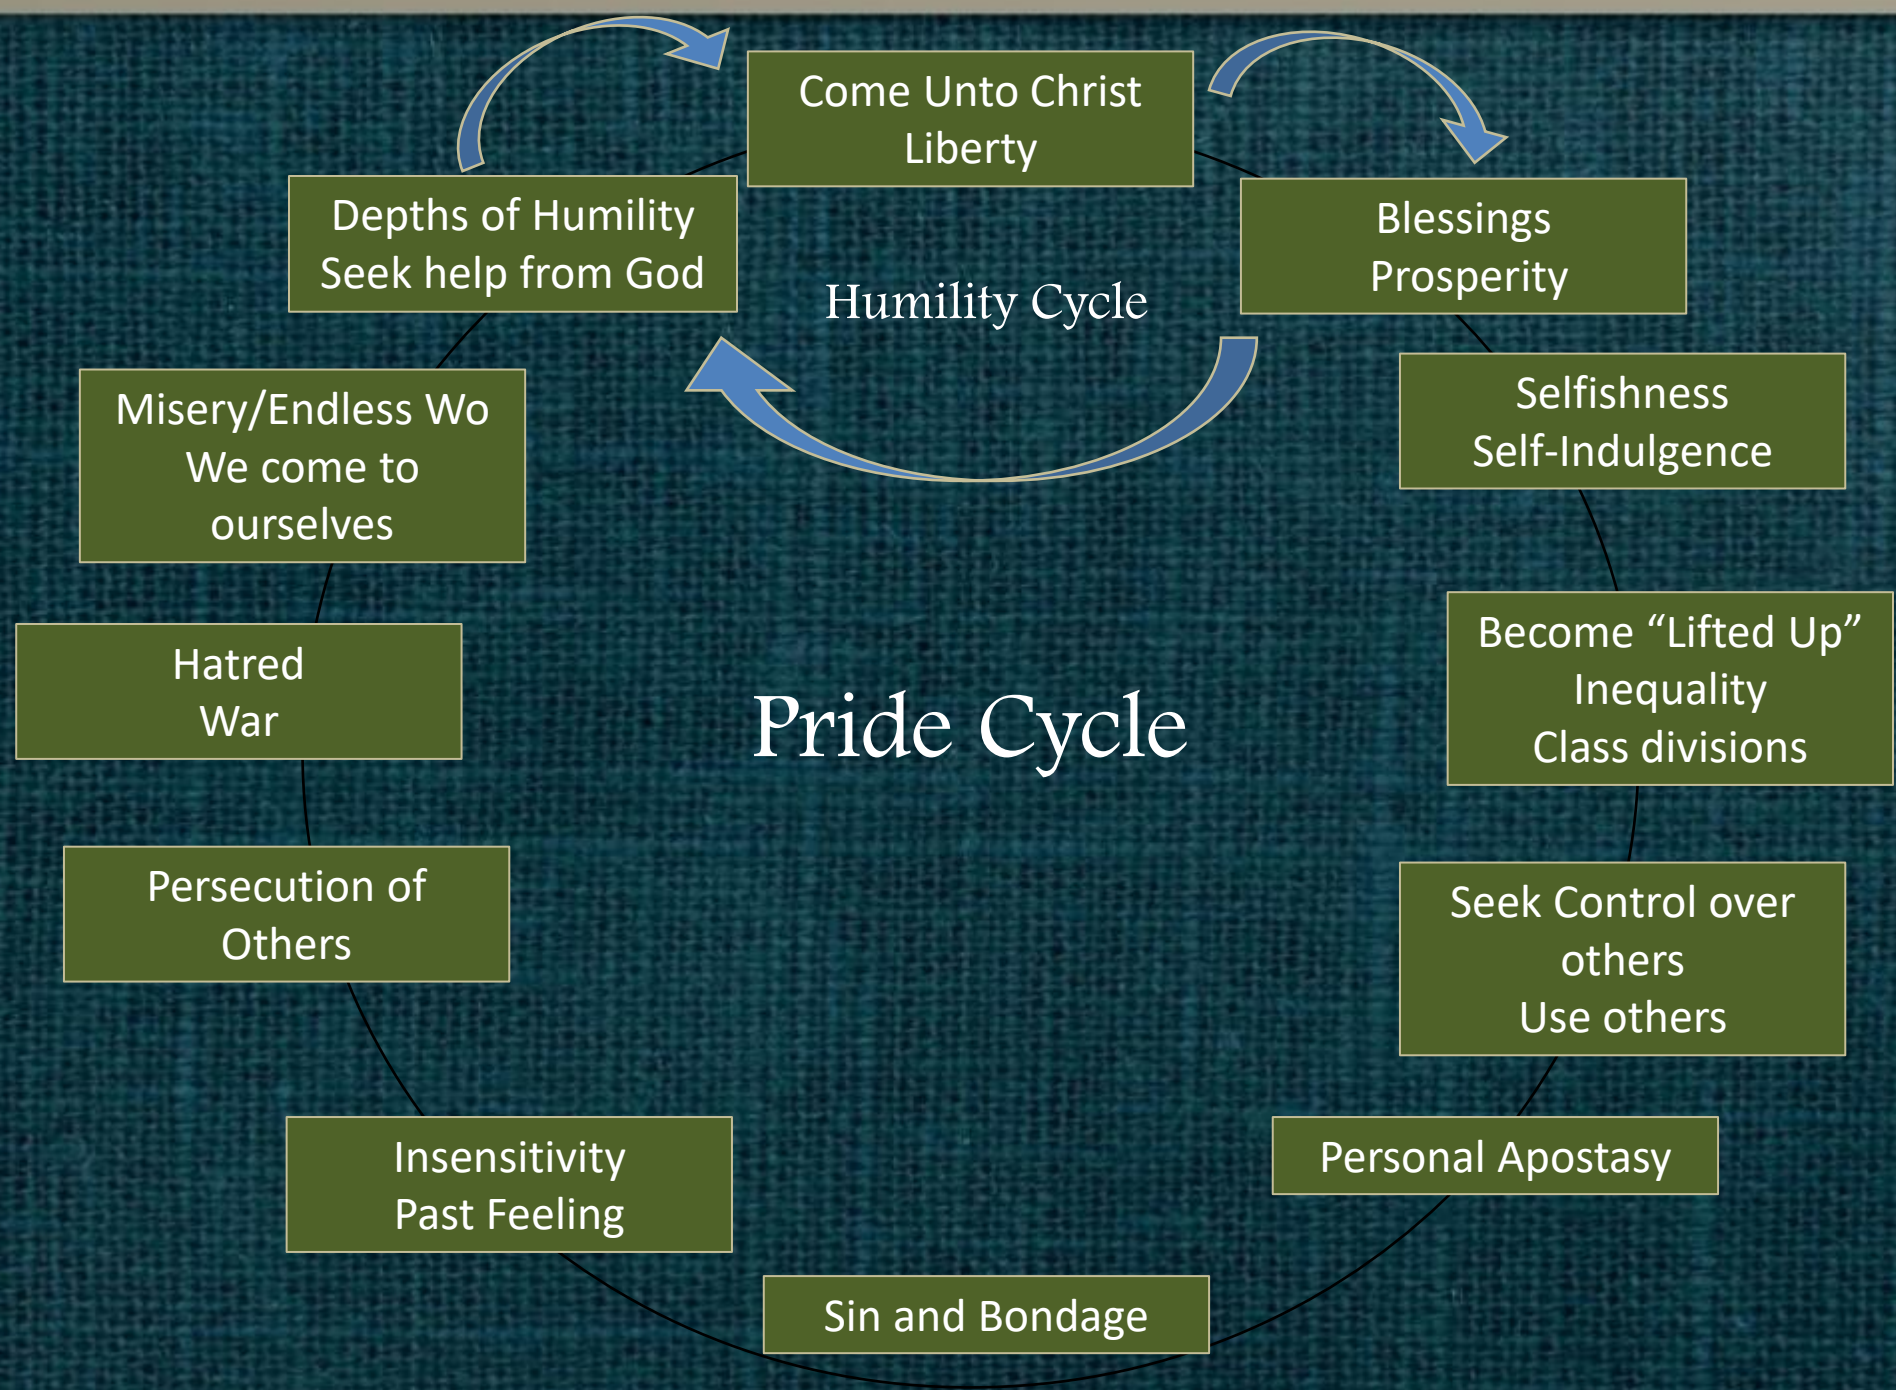 Come Unto Christ
Liberty
Blessings
Prosperity
Selfishness
Self-Indulgence
Become “Lifted Up”
Inequality
Class divisions
Seek Control over
others
Use others
Personal Apostasy
Sin and Bondage
Insensitivity
Past Feeling
Persecution of
Others
Hatred
War
Misery/Endless Wo
We come to
ourselves
Depths of Humility
Seek help from God
Humility Cycle
Pride Cycle